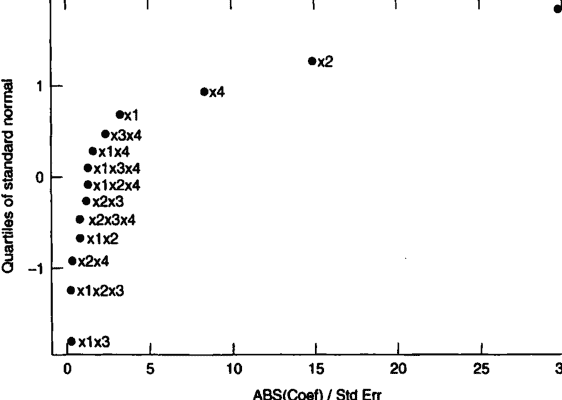 x2
1
x4
x1
x3x4
x1x4
x1x3x4
0
x1x2x4
x2x3
x2x3x4
x1x2
x2x4
−1
x1x2x3
x1x3
Quartiles of standard normal
0 5 10 15 20 25 3
ABS(Coef) / Std Err